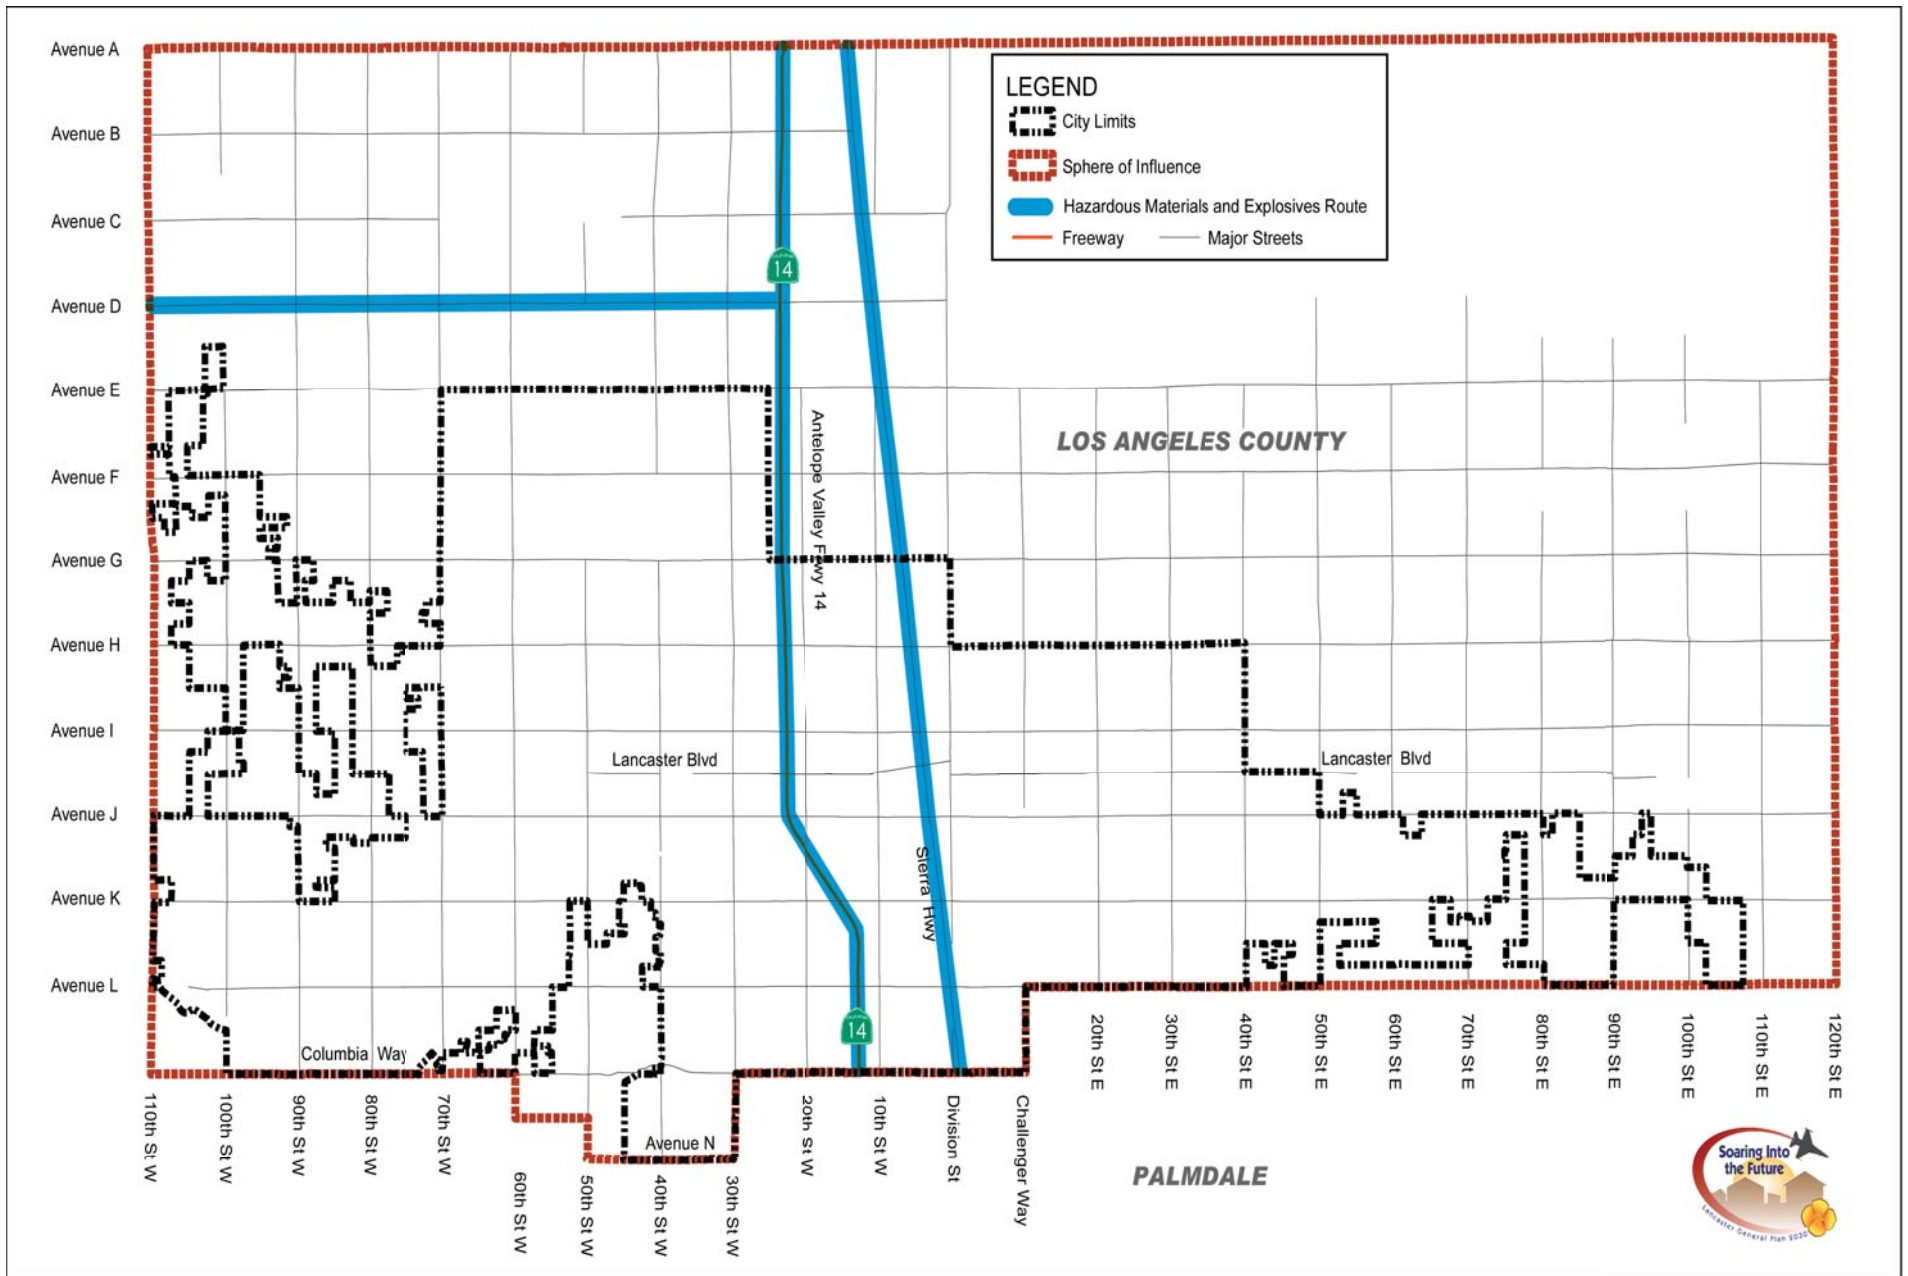 Avenue A
Avenue B
Avenue C
Avenue D
Avenue E
Avenue F
Avenue G
Avenue H
Avenue I
Avenue J
Avenue K
Avenue L
LEGEND
City Limits
Sphere of Influence
Hazardous Materials and Explosives Route
Freeway
Major Streets
14
Antelope Valley Frwy 14
LOS ANGELES COUNTY
Lancaster Blvd
Lancaster Blvd
Sierra Hwy
14
Columbia Way
Avenue N
110th St W
100th St W
90th St W
80th St W
70th St W
60th St W
50th St W
40th St W
30th St W
20th St W
10th St W
Division St
Challenger Way
20th St E
30th St E
40th St E
50th St E
60th St E
70th St E
80th St E
90th St E
100th St E
110th St E
120th St E
PALMDALE
Soaring Into
the Future
Lancaster General Plan 2030